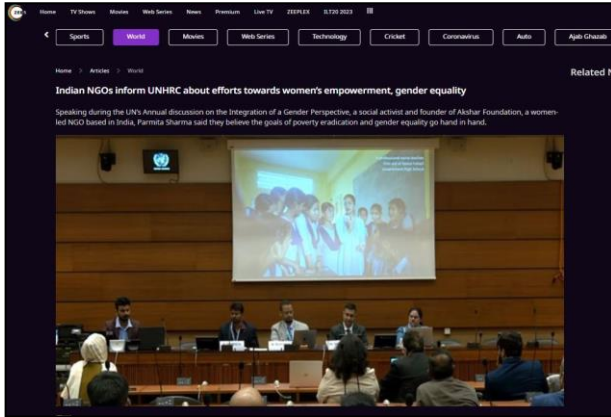 Home TV Shows Movies Web Series News Premium Live TV ZEEPLEX ILT20 2023
Sports World Movies Web Series Technology Cricket Coronavirus Auto Ajab Ghazab
Home > Articles > World
Related N
Indian NGOs inform UNHRC about efforts towards women's empowerment, gender equality
Speaking during the UN's Annual discussion on the Integration of a Gender Perspective, a social activist and founder of Akshar Foundation, a women-
led NGO based in India, Parmita Sharma said they believe the goals of poverty eradication and gender equality go hand in hand.